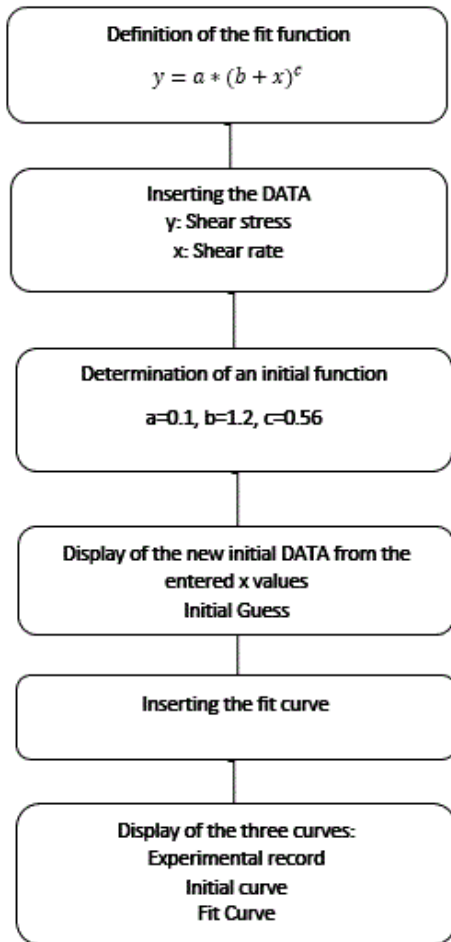 Definition of the fit function
y = a ∗ (b + x)^c
Inserting the DATA
y: Shear stress
x: Shear rate
Determination of an initial function
a=0.1, b=1.2, c=0.56
Display of the new initial DATA from the
entered x values
Initial Guess
Inserting the fit curve
Display of the three curves:
Experimental record
Initial curve
Fit Curve